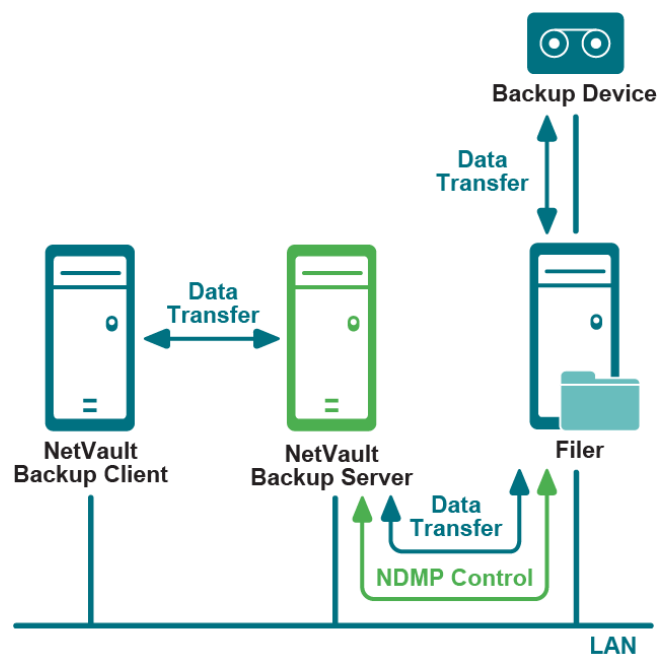 Backup Device
Data
Transfer
Data
Transfer
NetVault
Backup Client
NetVault
Backup Server
Filer
Data
Transfer
NDMP Control
LAN